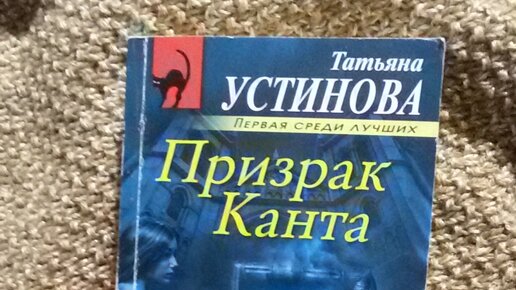 Татьяна
УСТИНОВА
Первая среди лучших
Призрак
Канта